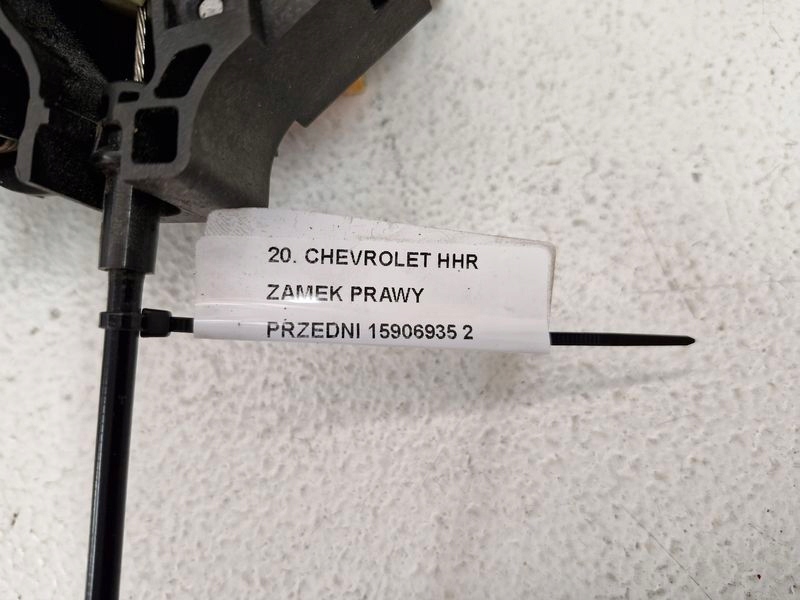 20. CHEVROLET HHR
ZAMEK PRAWY
PRZEDNI 15906935 2